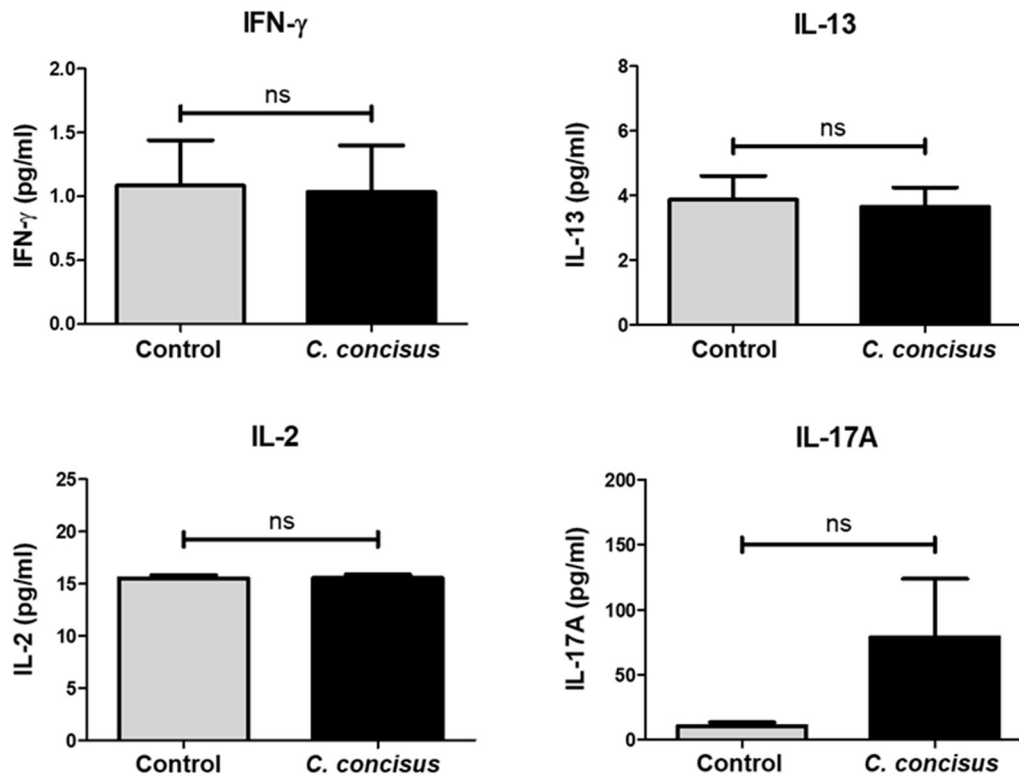 IFN-γ
IFN-γ (pg/ml)
2.0
1.5
1.0
0.5
0.0
ns
Control
C. concisus
IL-13
IL-13 (pg/ml)
8
6
4
2
0
ns
Control
C. concisus
IL-2
IL-2 (pg/ml)
25
20
15
10
5
0
ns
Control
C. concisus
IL-17A
IL-17A (pg/ml)
200
150
100
50
0
ns
Control
C. concisus